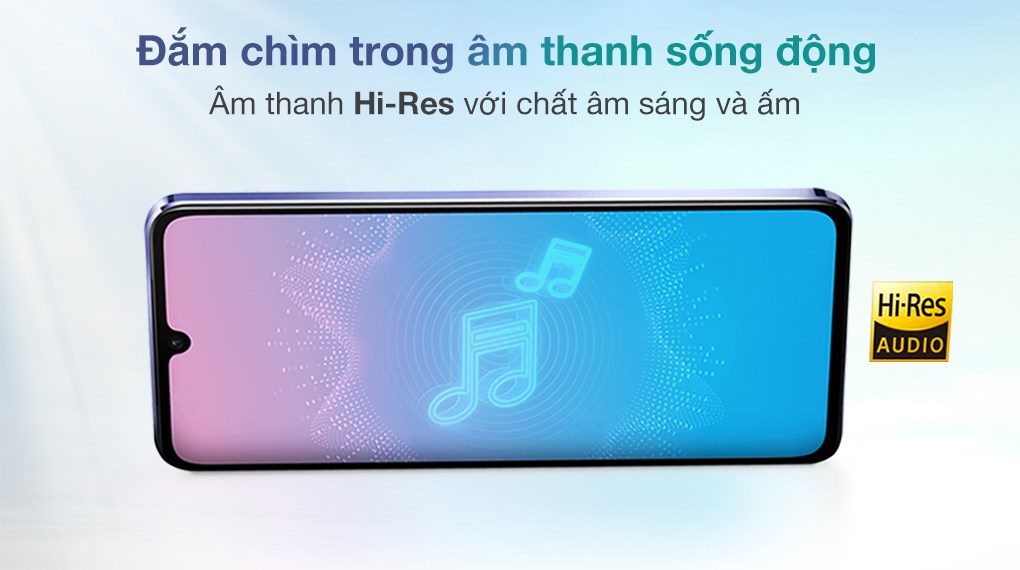 Đắm chìm trong âm thanh sống động
Âm thanh Hi-Res với chất âm sáng và ấm
Hi-Res
AUDIO